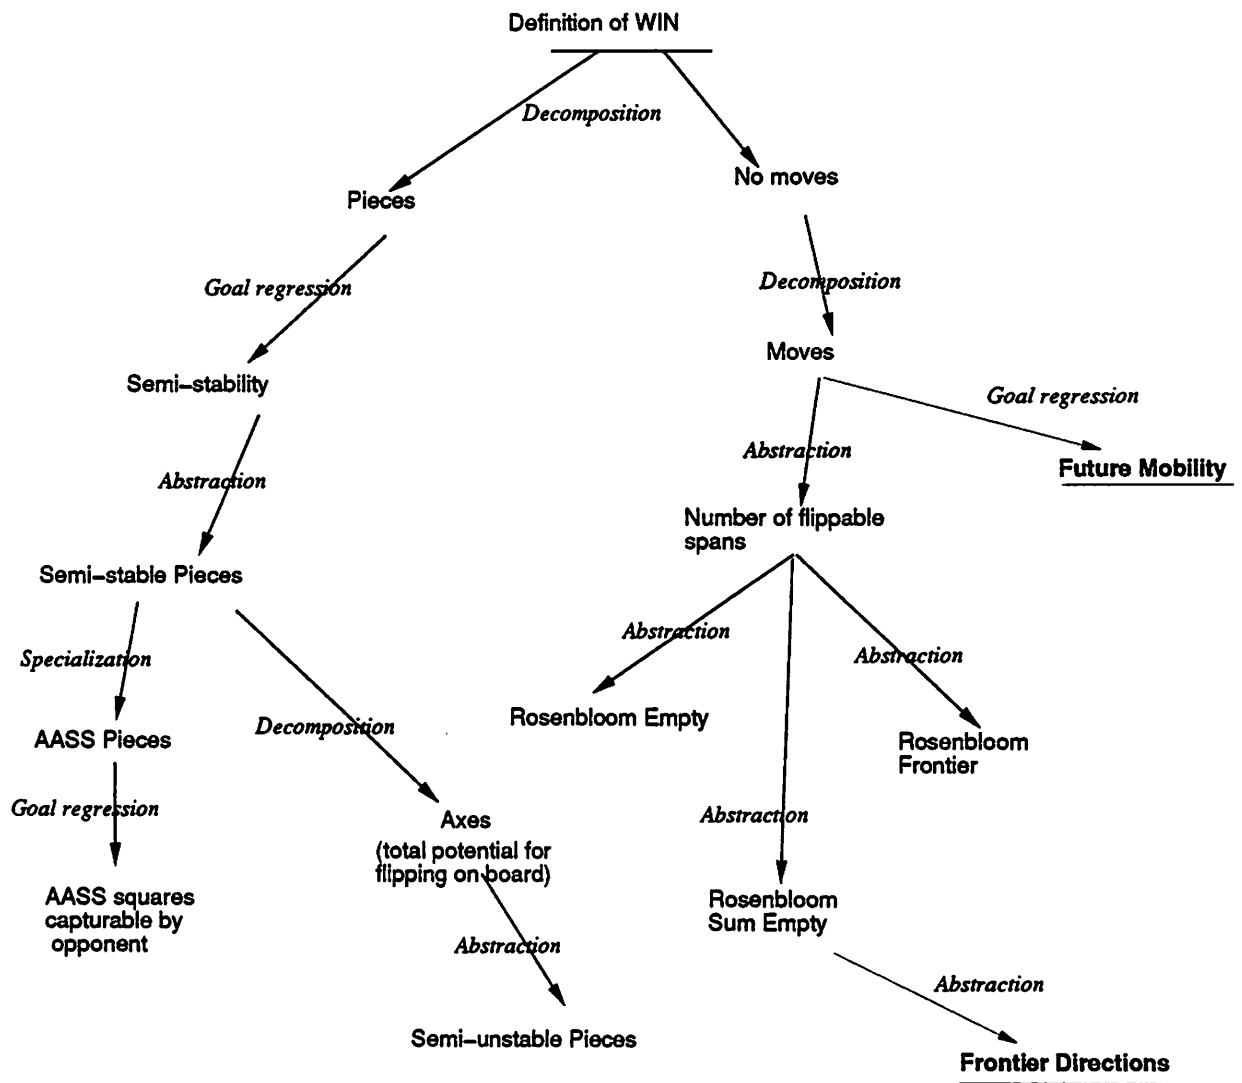 Definition of WIN
Decomposition
No moves
Pieces
Decomposition
Goal regression
Moves
Semi-stability
Goal regression
Abstraction
Future Mobility
Abstraction
Number of flippable
spans
Semi-stable Pieces
Abstraction
Abstraction
Specialization
Rosenbloom Empty
Decomposition
AASS Pieces
Rosenbloom
Frontier
Goal regression
Abstraction
Axes
(total potential for
flipping on board)
AASS squares
capturable by
opponent
Rosenbloom
Sum Empty
Abstraction
Abstraction
Semi-unstable Pieces
Frontier Directions